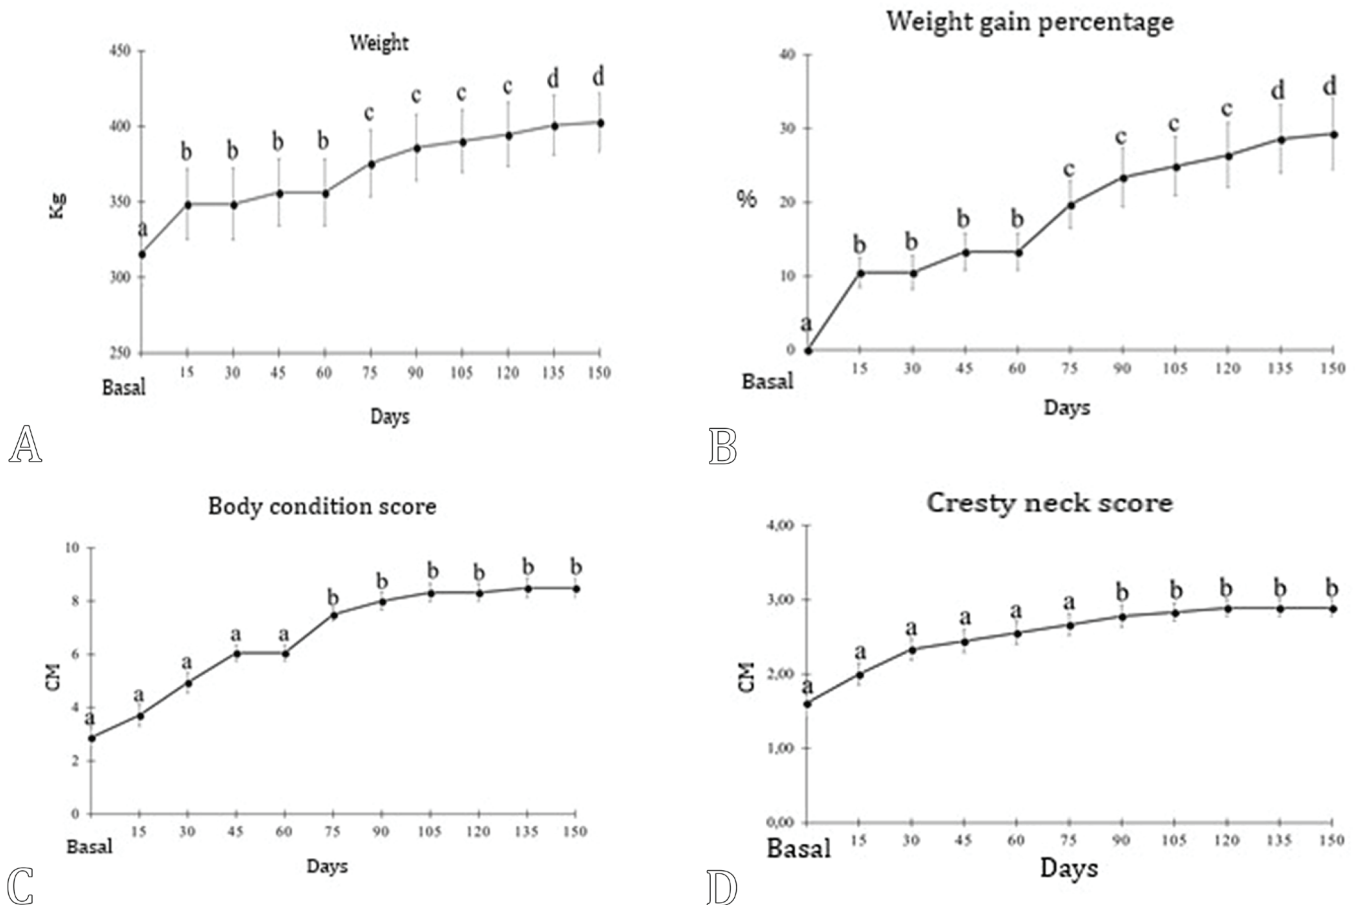 Weight
450
400
350
300
250
Kg
a b b b b c c c c d d
15 30 45 60 75 90 105 120 135 150
Basal
Days
A
Weight gain percentage
40
30
20
10
0
%
a b b b b c c c c d d
15 30 45 60 75 90 105 120 135 150
Basal
Days
B
Body condition score
10
8
6
4
2
0
CM
a a a a a b b b b b b
15 30 45 60 75 90 105 120 135 150
Basal
Days
C
Cresty neck score
4,00
3,00
2,00
1,00
0,00
CM
a a a a a a b b b b b
15 30 45 60 75 90 105 120 135 150
Basal
Days
D